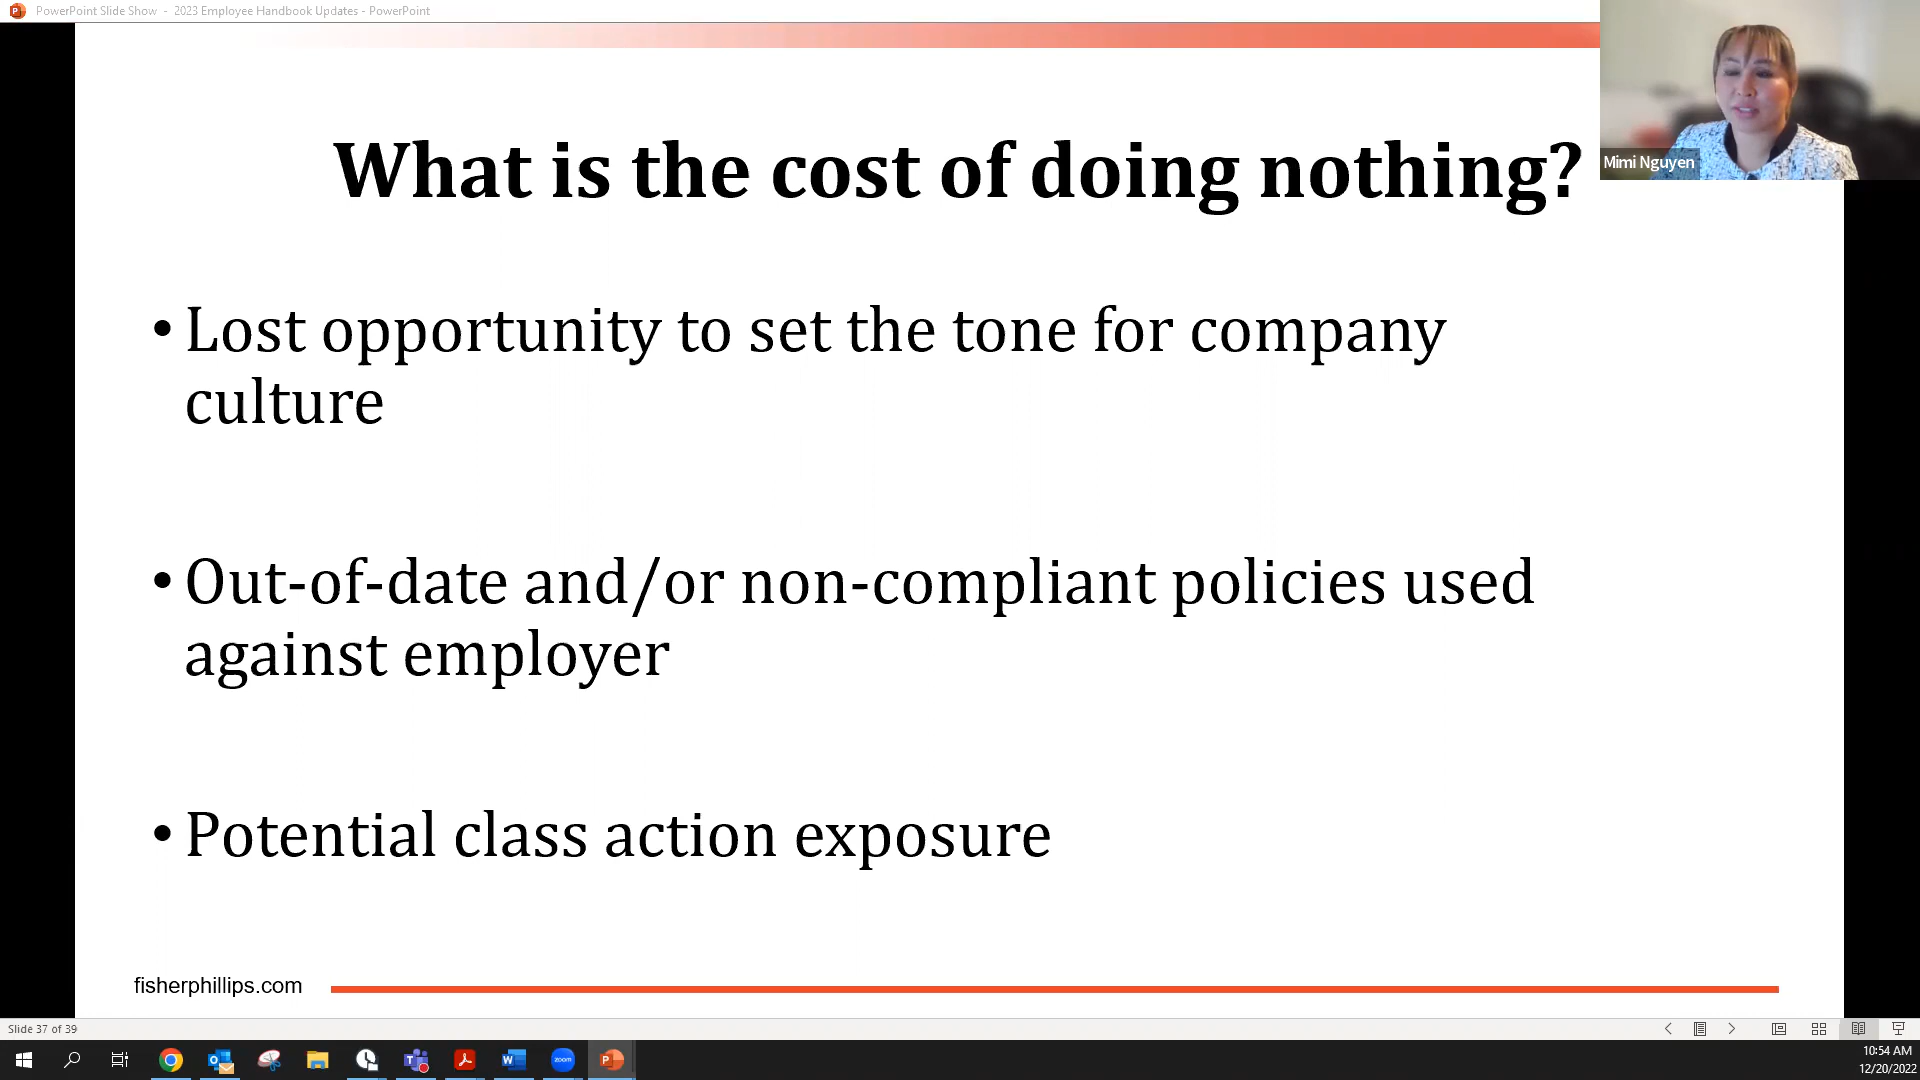 PowerPoint Slide Show - 2023 Employee Handbook Updates - PowerPoint
Mimi Nguyen
What is the cost of doing nothing?
• Lost opportunity to set the tone for company
culture
• Out-of-date and/or non-compliant policies used
against employer
• Potential class action exposure
fisherphillips.com
Slide 37 of 39
zoom
10:54 AM
12/20/2022